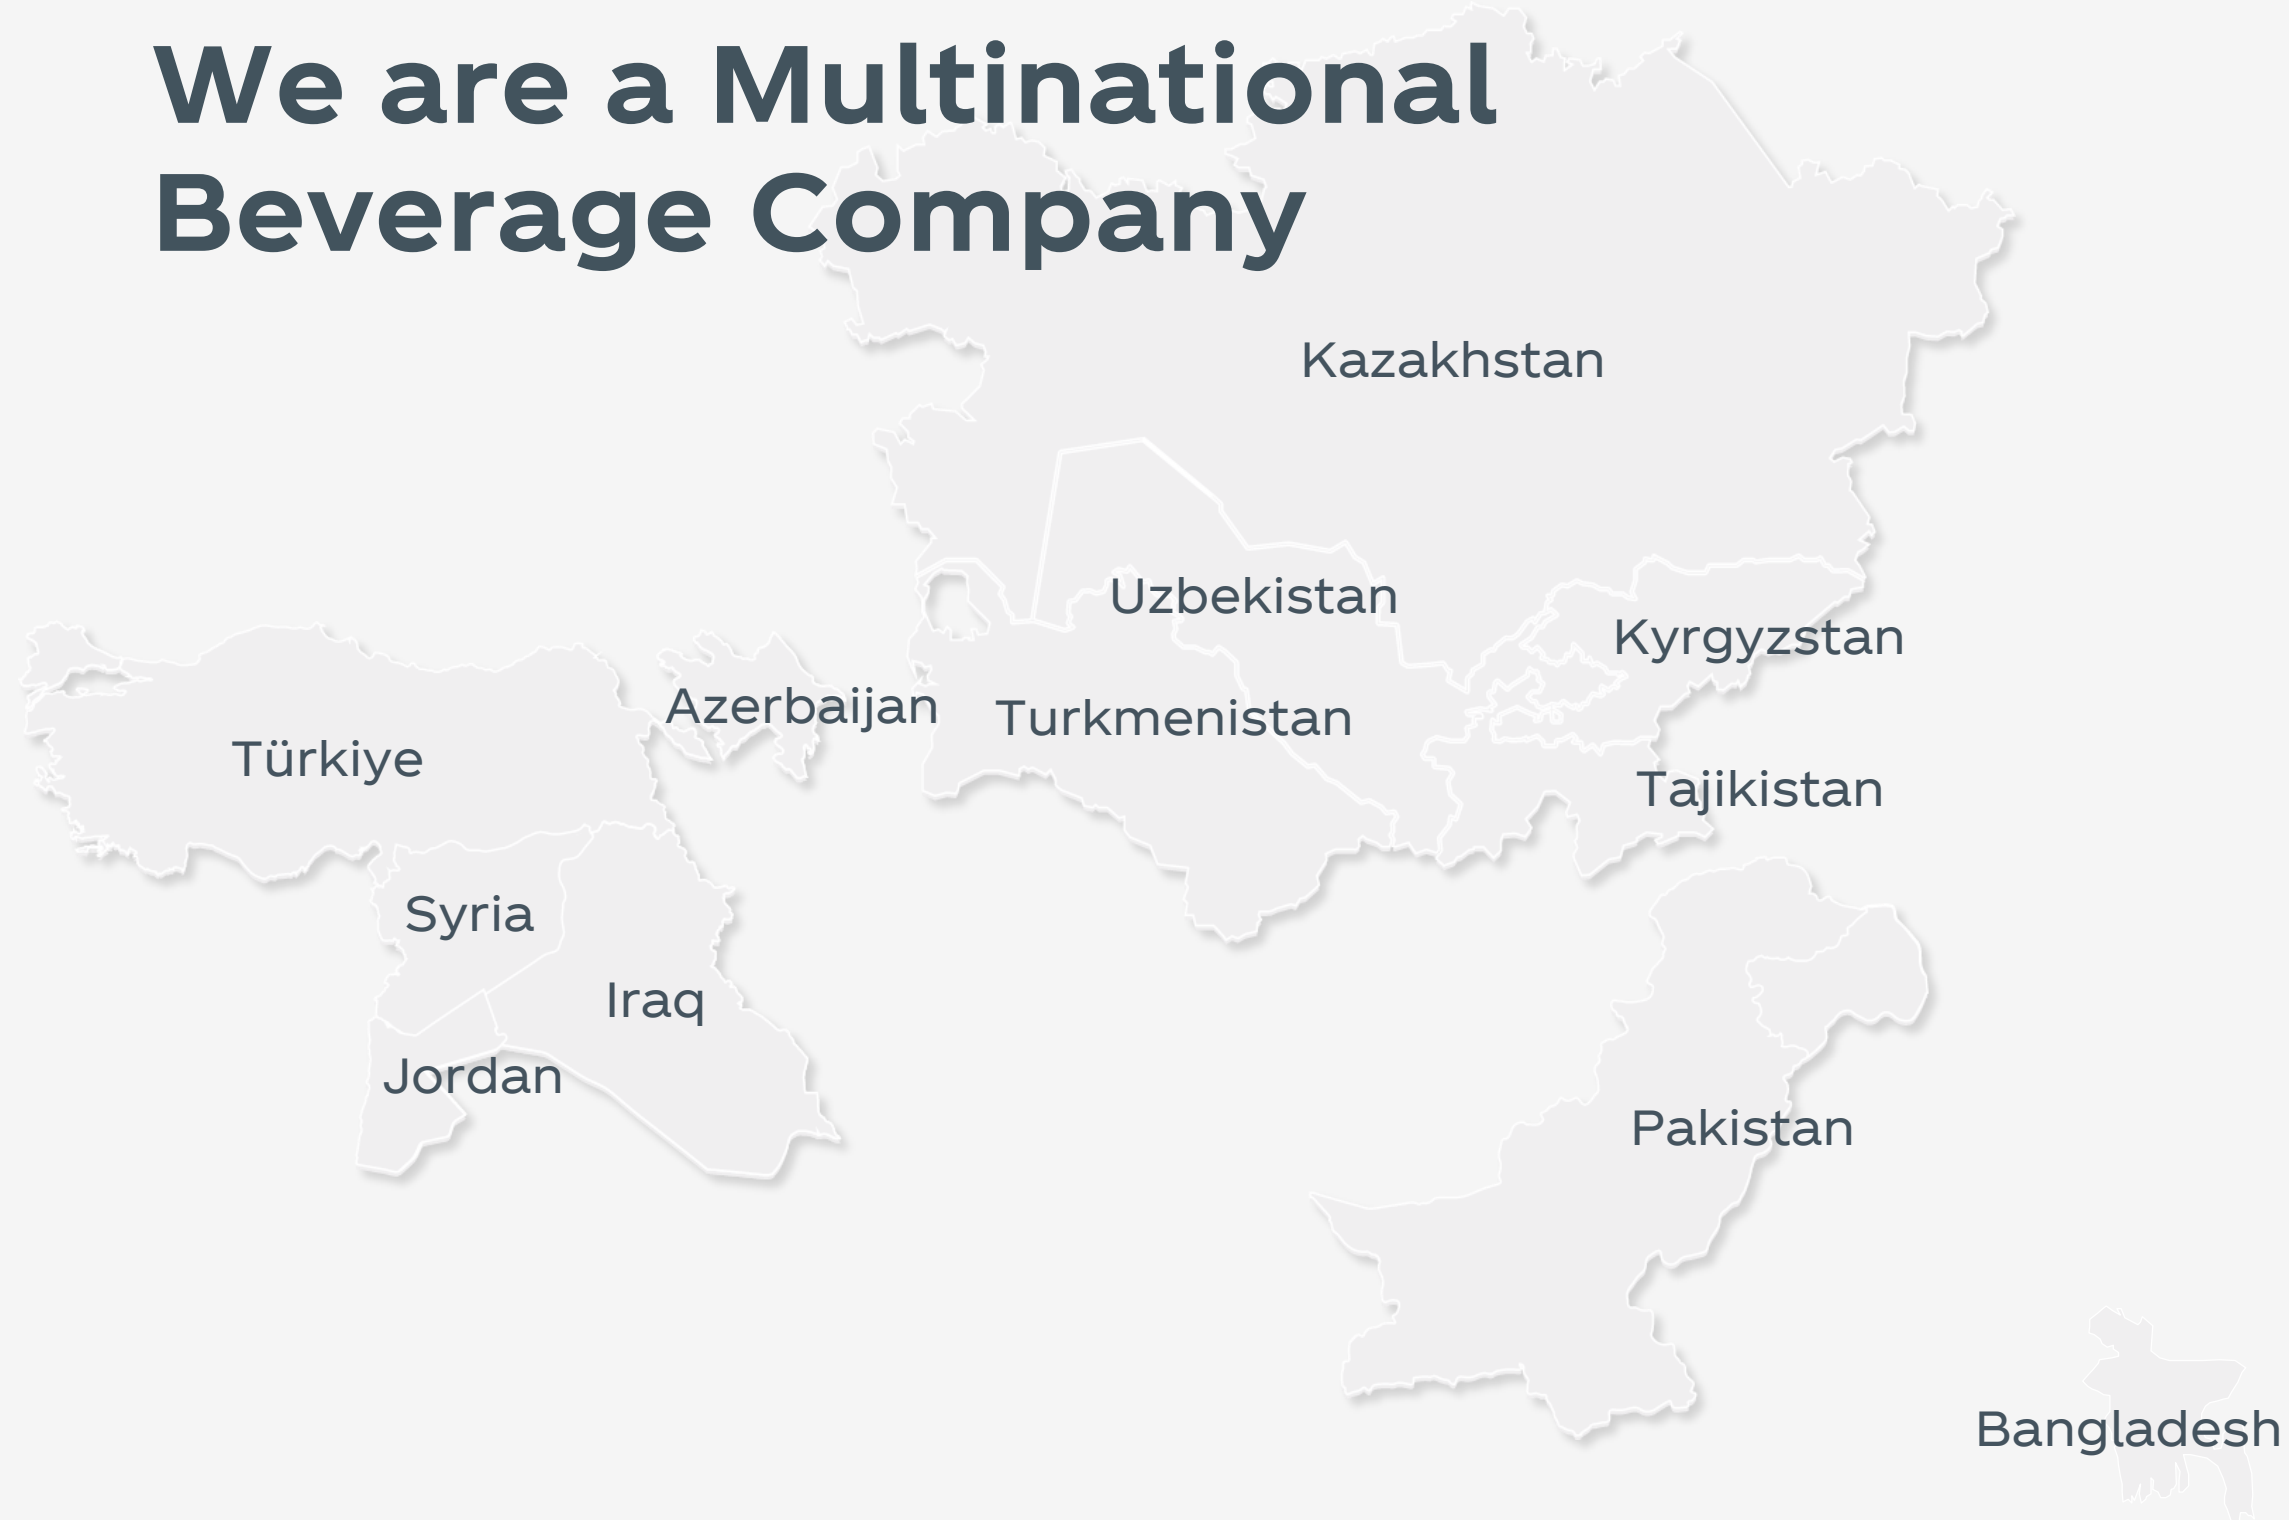 We are a Multinational
Beverage Company
Kazakhstan
Uzbekistan
Kyrgyzstan
Azerbaijan
Turkmenistan
Türkiye
Tajikistan
Syria
Iraq
Jordan
Pakistan
Bangladesh